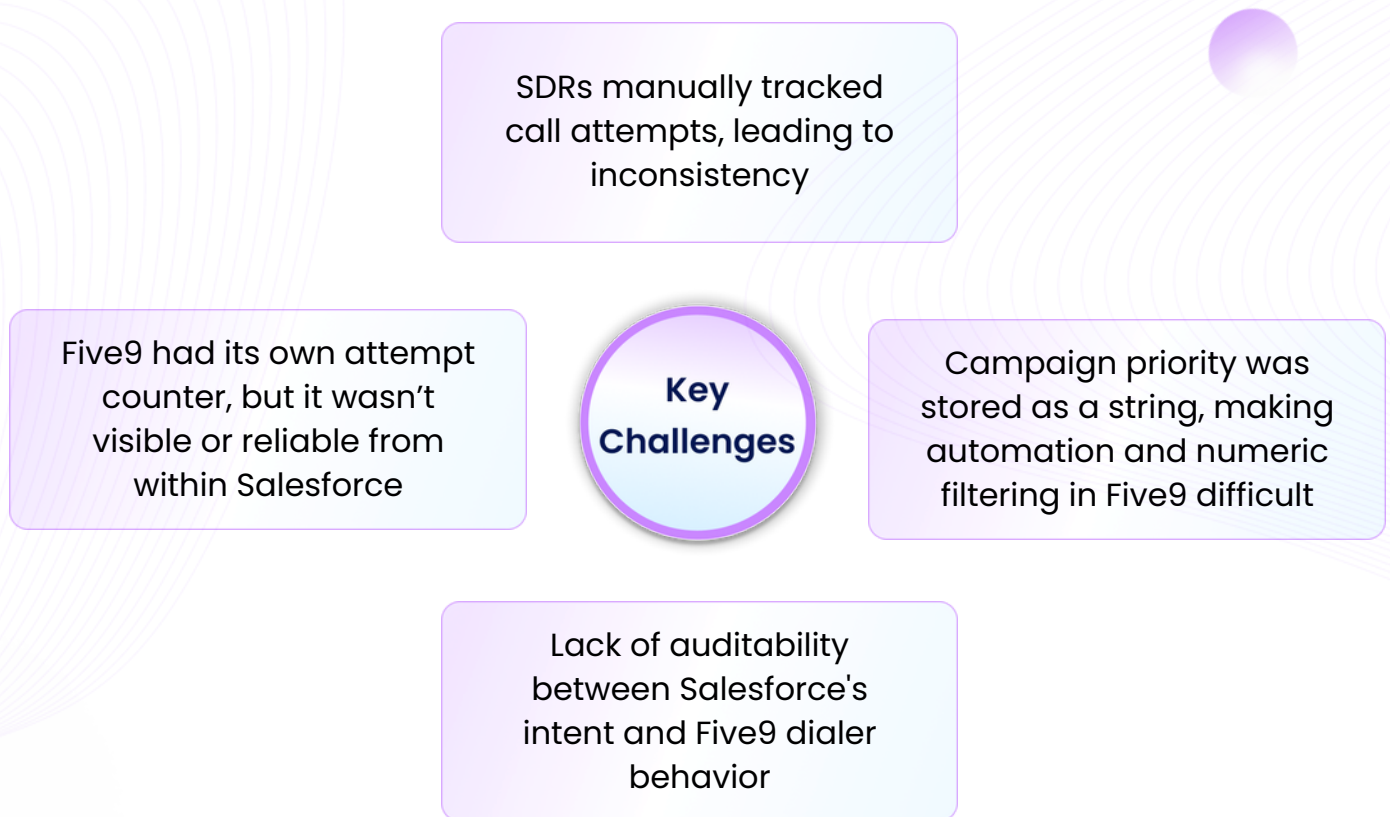 SDRs manually tracked
call attempts, leading to
inconsistency
Five9 had its own attempt
counter, but it wasn’t
visible or reliable from
within Salesforce
Key
Challenges
Campaign priority was
stored as a string, making
automation and numeric
filtering in Five9 difficult
Lack of auditability
between Salesforce's
intent and Five9 dialer
behavior